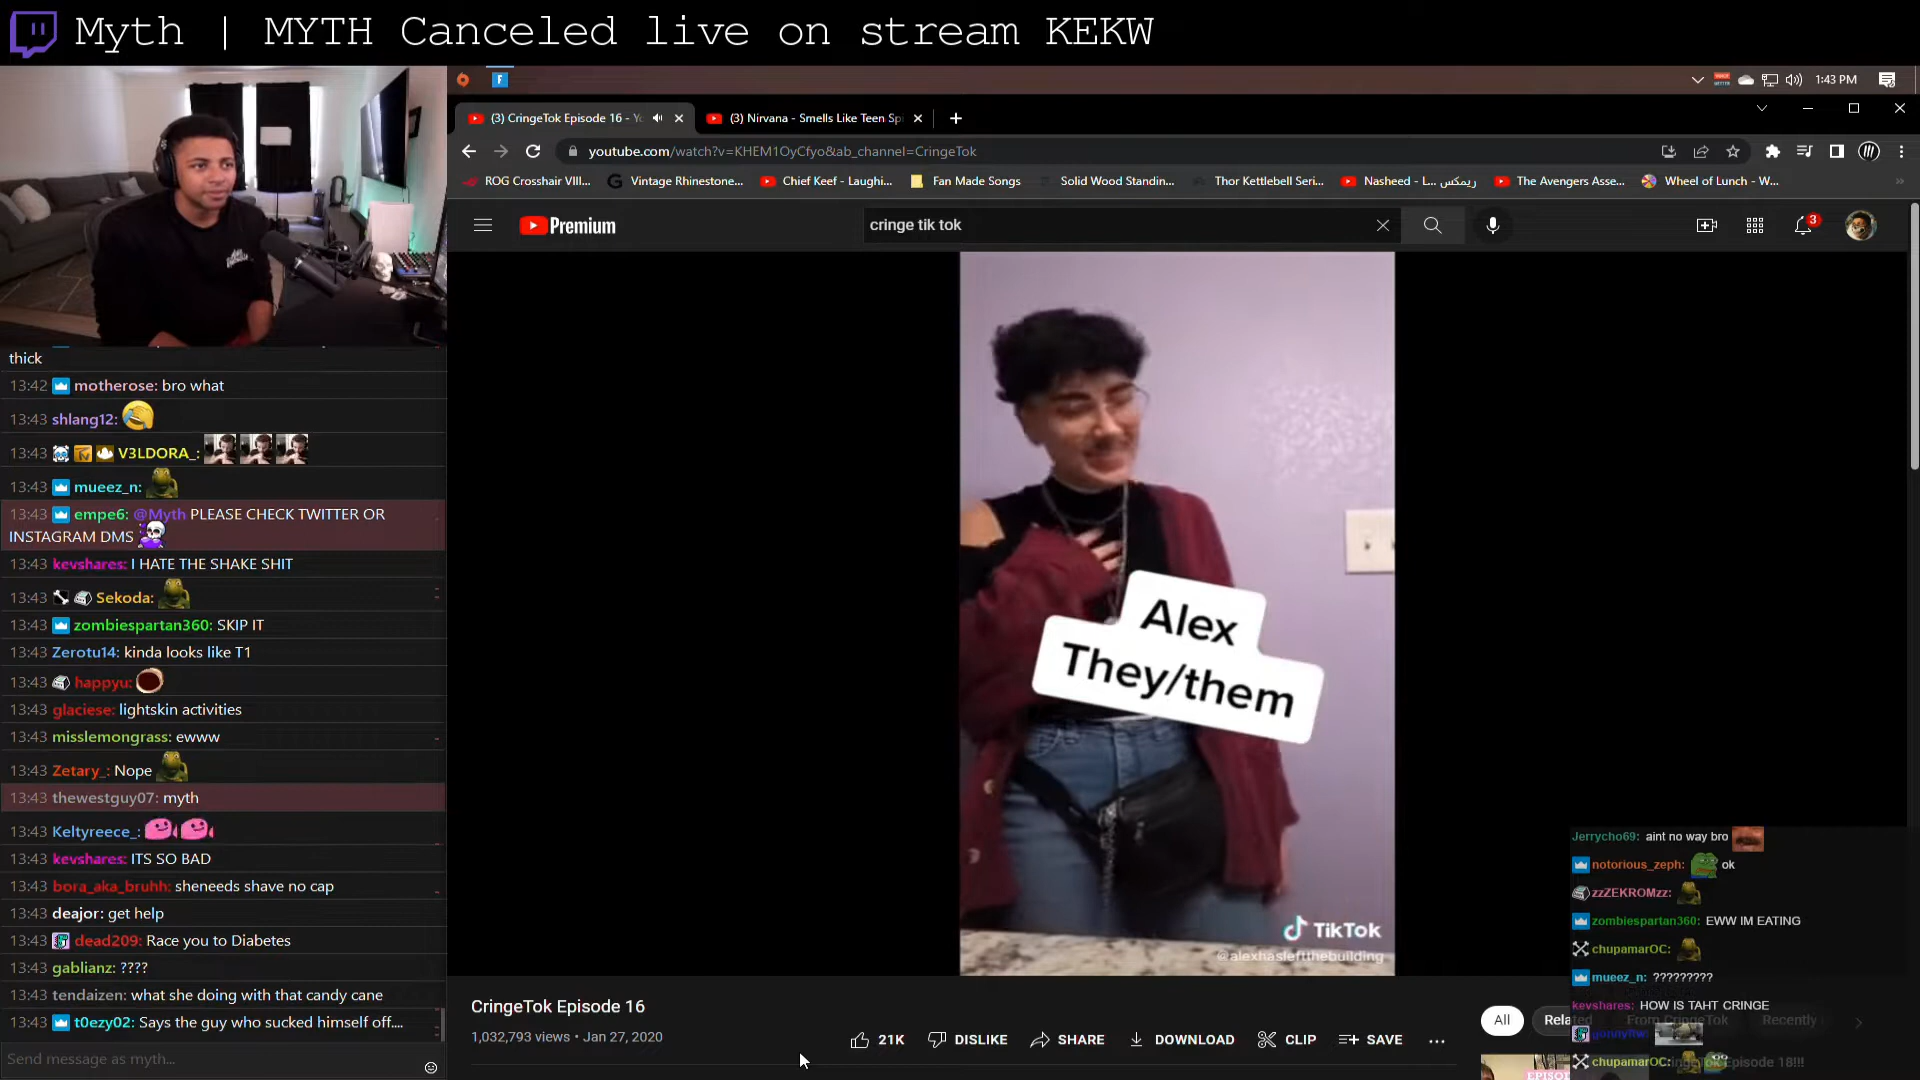 Myth | MYTH Canceled live on stream KEKW
1:43 PM
(3) CringeTok Episode 16 - Y
(3) Nirvana - Smells Like Teen Spi
youtube.com/watch?v=KHEM1OyCfyo&ab_channel=CringeTok
ROG Crosshair VIII...
Vintage Rhinestone...
Chief Keef - Laughi...
Fan Made Songs
Solid Wood Standin...
Thor Kettlebell Seri...
Nasheed - L... ريمكس
The Avengers Asse...
Wheel of Lunch - W...
Premium
cringe tik tok
3
thick
13:42 motherose: bro what
13:43 shlang12:
13:43 V3LDORA_:
13:43 mueez_n:
13:43 empe6: @Myth PLEASE CHECK TWITTER OR
INSTAGRAM DMS
13:43 kevshares: I HATE THE SHAKE SHIT
13:43 Sekoda:
13:43 zombiespartan360: SKIP IT
13:43 Zerotu14: kinda looks like T1
13:43 happyu:
13:43 glaciese: lightskin activities
13:43 misslemongrass: ewww
13:43 Zetary_: Nope
13:43 thewestguy07: myth
13:43 Keltyreece_:
13:43 kevshares: ITS SO BAD
13:43 bora_aka_bruhh: sheneeds shave no cap
13:43 deajor: get help
13:43 dead209: Race you to Diabetes
13:43 gablianz: ????
13:43 tendaizen: what she doing with that candy cane
13:43 t0ezy02: Says the guy who sucked himself off....
Send message as myth...
Alex
They/them
TikTok
@alexhasleftthebuilding
CringeTok Episode 16
1,032,793 views • Jan 27, 2020
21K
DISLIKE
SHARE
DOWNLOAD
CLIP
SAVE
All
Related
From CringeTok
Recently
Jerrycho69: aint no way bro
notorious_zeph: ok
zzZEKROMzz:
zombiespartan360: EWW IM EATING
chupamarOC:
mueez_n: ?????????
kevshares: HOW IS TAHT CRINGE
chupamarOC:
Episode 18!!!